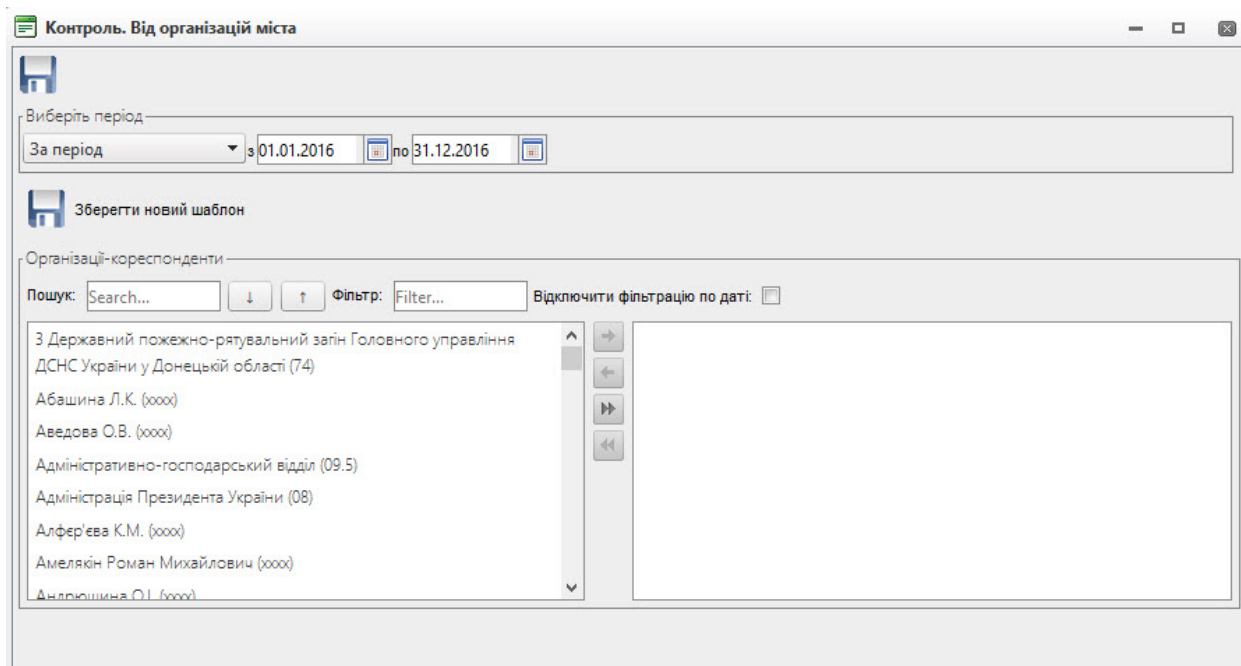 Контроль. Від організацій міста
Виберіть період
За період з 01.01.2016 по 31.12.2016
Зберегти новий шаблон
Організації-кореспонденти
Пошук: Search... ↓ ↑ Фільтр: Filter... Відключити фільтрацію по даті:
3 Державний пожежно-рятувальний загін Головного управління
ДСНС України у Донецькій області (74)
Абашина Л.К. (xxxx)
Аведова О.В. (xxxx)
Адміністративно-господарський відділ (09.5)
Адміністрація Президента України (08)
Алфєр'єва К.М. (xxxx)
Амелякін Роман Михайлович (xxxx)
Андрюшина О.І. (xxxx)